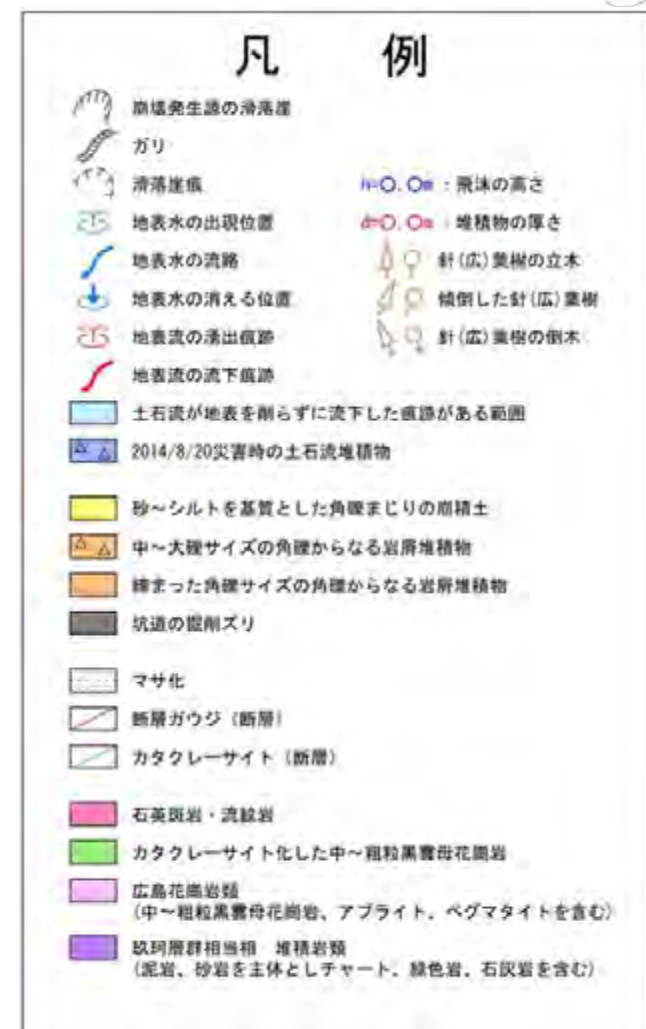 凡 例
崩壊発生源の滑落崖
ガリ
滑落崖痕
h=○.○m：飛沫の高さ
地表水の出現位置
d=○.○m：堆積物の厚さ
地表水の流路
針(広)葉樹の立木
地表水の消える位置
傾倒した針(広)葉樹
地表流の湧出痕跡
針(広)葉樹の倒木
地表流の流下痕跡
土石流が地表を削らずに流下した痕跡がある範囲
2014/8/20災害時の土石流堆積物
砂～シルトを基質とした角礫まじりの崩積土
中～大礫サイズの角礫からなる岩屑堆積物
締まった角礫サイズの角礫からなる岩屑堆積物
坑道の掘削ズリ
マサ化
断層ガウジ（断層）
カタクレーサイト（断層）
石英斑岩・流紋岩
カタクレーサイト化した中～粗粒黒雲母花崗岩
広島花崗岩類
(中～粗粒黒雲母花崗岩、アプライト、ペグマタイトを含む)
玖珂層群相当相 堆積岩類
(泥岩、砂岩を主体としチャート、緑色岩、石灰岩を含む)